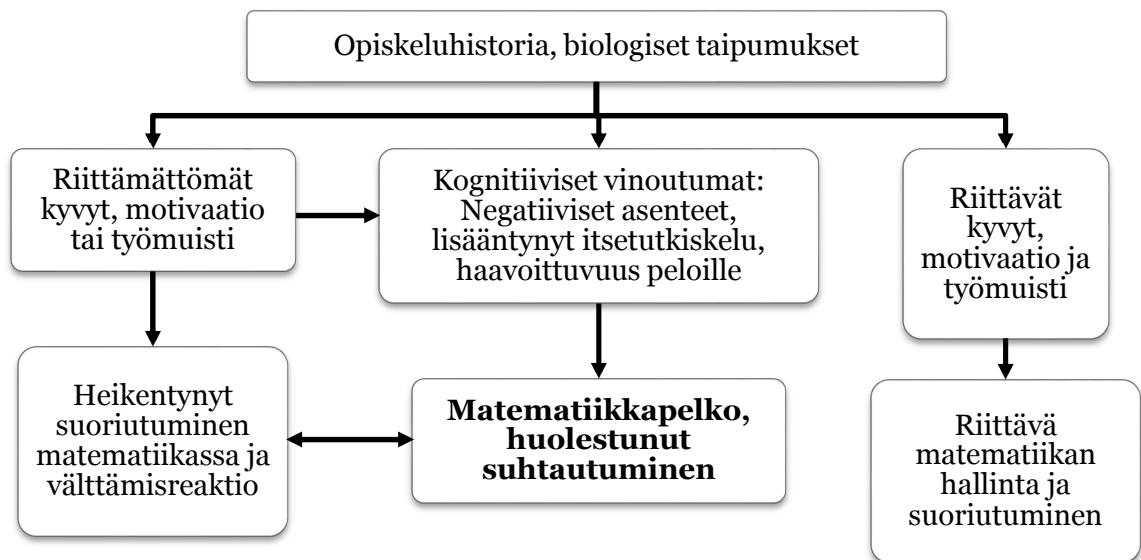 Opiskeluhistoria, biologiset taipumukset
Riittämättömät
kyvyt, motivaatio
tai työmuisti
Kognitiiviset vinoutumat:
Negatiiviset asenteet,
lisääntynyt itsetutkiskelu,
haavoittuvuus peloille
Riittävät
kyvyt,
motivaatio ja
työmuisti
Heikentynyt
suoriutuminen
matematiikassa ja
välttämisreaktio
Matematiikkapelko,
huolestunut
suhtautuminen
Riittävä
matematiikan
hallinta ja
suoriutuminen